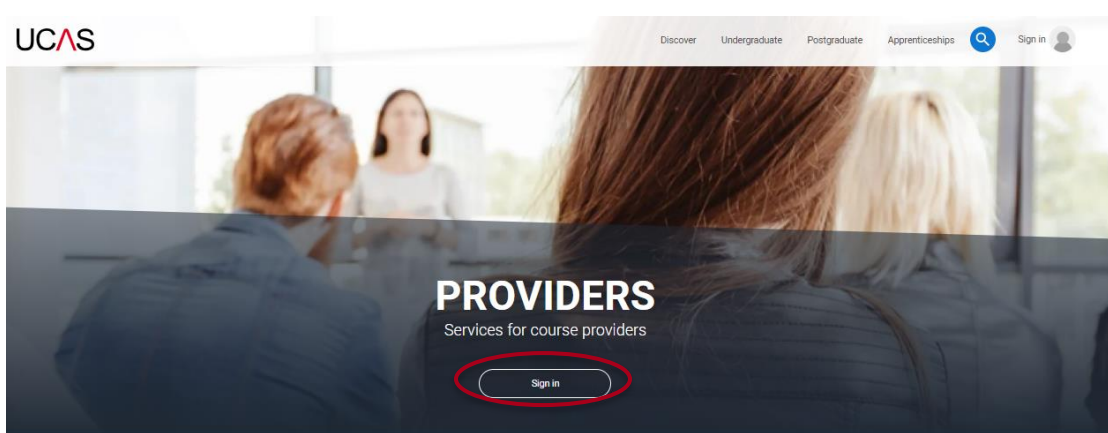 UCAS
Discover Undergraduate Postgraduate Apprenticeships Sign in
PROVIDERS
Services for course providers
Sign in